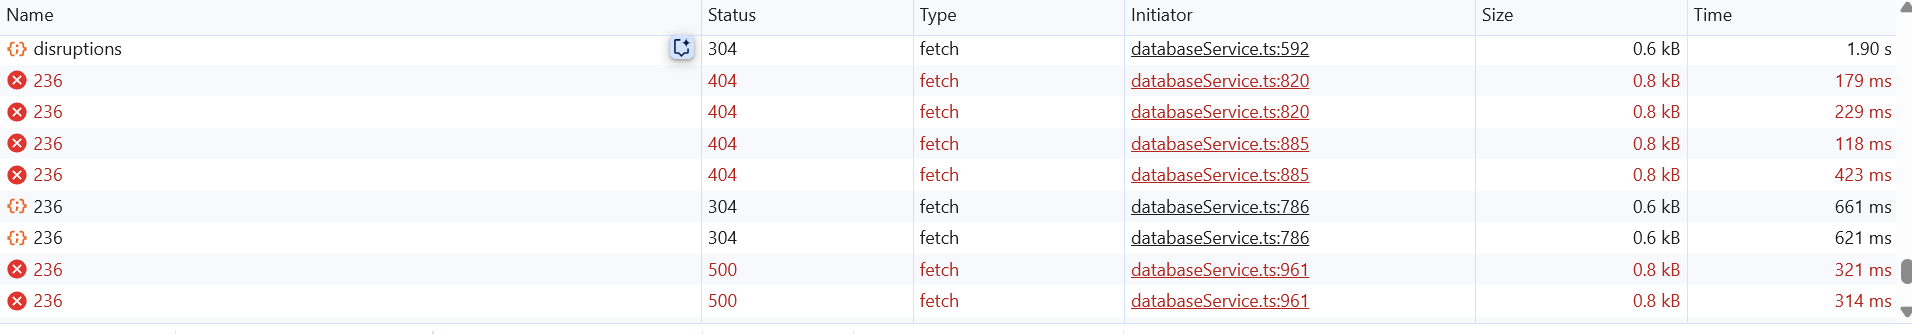 Name Status Type Initiator Size Time
disruptions 304 fetch databaseService.ts:592 0.6 kB 1.90 s
236 404 fetch databaseService.ts:820 0.8 kB 179 ms
236 404 fetch databaseService.ts:820 0.8 kB 229 ms
236 404 fetch databaseService.ts:885 0.8 kB 118 ms
236 404 fetch databaseService.ts:885 0.8 kB 423 ms
236 304 fetch databaseService.ts:786 0.6 kB 661 ms
236 304 fetch databaseService.ts:786 0.6 kB 621 ms
236 500 fetch databaseService.ts:961 0.8 kB 321 ms
236 500 fetch databaseService.ts:961 0.8 kB 314 ms